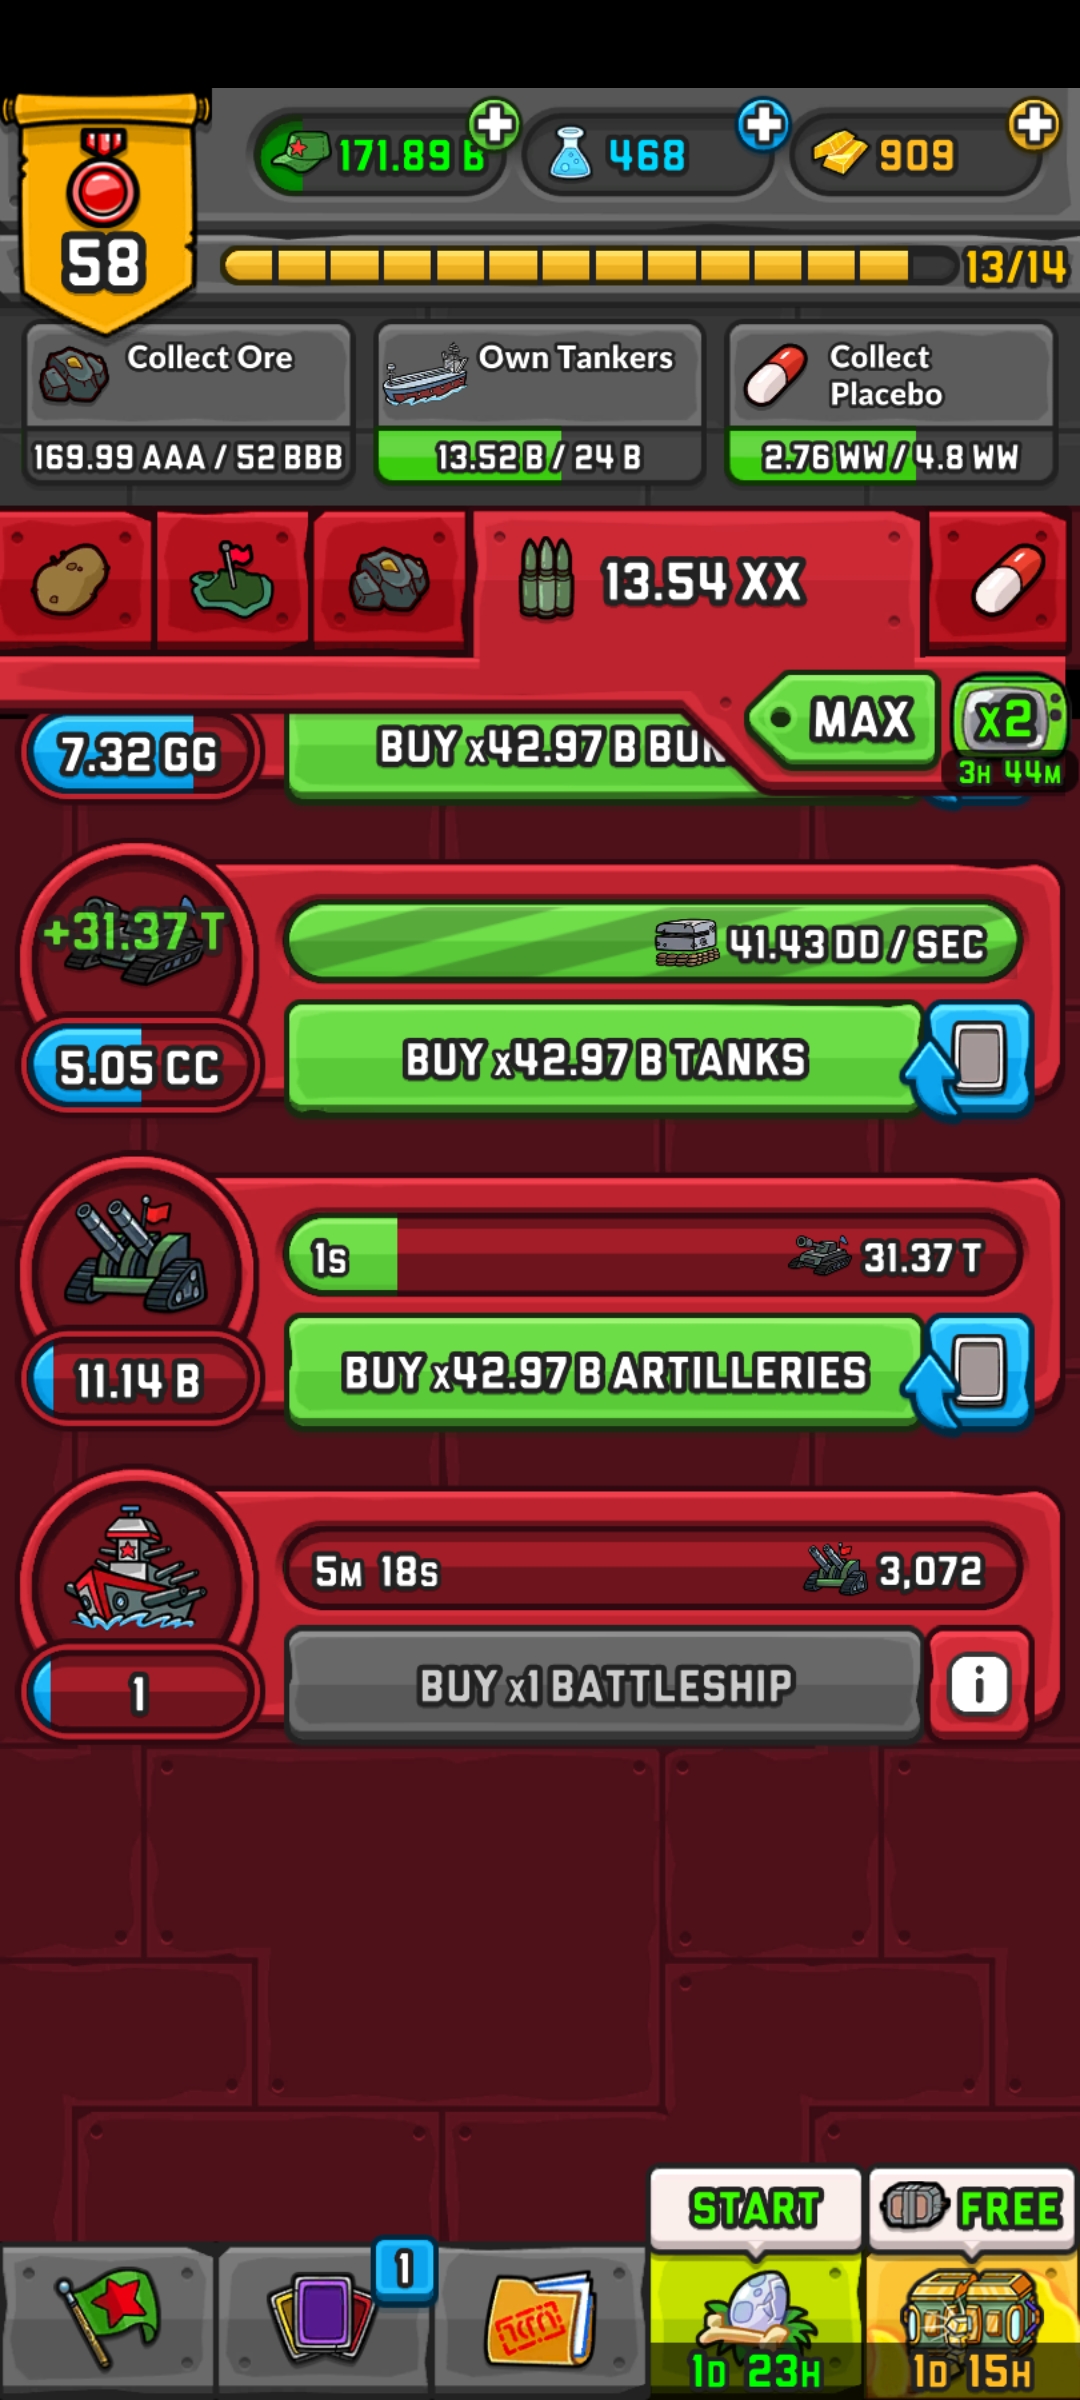 58
171.89 B
468
909
13/14
Collect Ore
169.99 AAA / 52 BBB
Own Tankers
13.52 B / 24 B
Collect
Placebo
2.76 WW / 4.8 WW
13.54 XX
MAX
x2
3H 44M
7.32 GG
BUY x42.97 B
+31.37 T
41.43 DD / SEC
5.05 CC
BUY x42.97 B TANKS
1s
31.37 T
11.14 B
BUY x42.97 B ARTILLERIES
5M 18s
3,072
1
BUY x1 BATTLESHIP
i
START
FREE
1
1D 23H
1D 15H